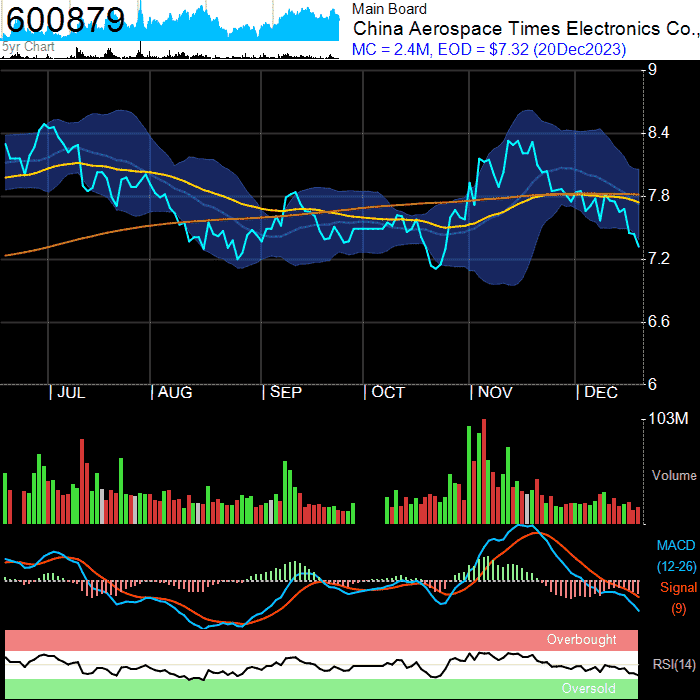 600879
5yr Chart
Main Board
China Aerospace Times Electronics Co.,
MC = 2.4M, EOD = $7.32 (20Dec2023)
9
8.4
7.8
7.2
6.6
6
| JUL | AUG | SEP | OCT | NOV | DEC
103M
Volume
MACD
(12-26)
Signal
(9)
Overbought
RSI(14)
Oversold